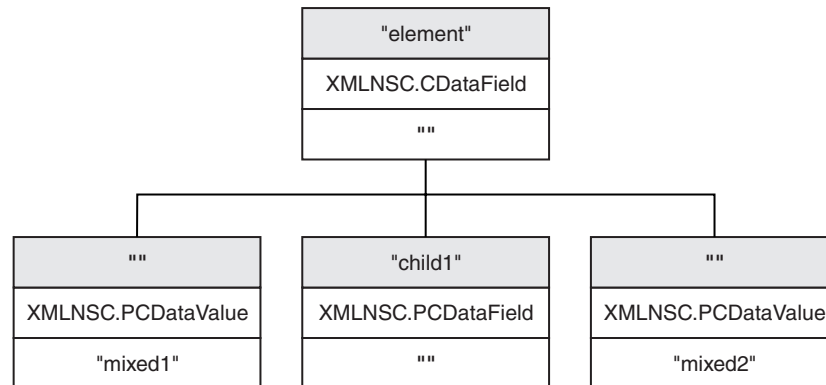 "element"
XMLNSC.CDataField
""
"" "child1" ""
XMLNSC.PCDataValue XMLNSC.PCDataField XMLNSC.PCDataValue
"mixed1" "" "mixed2"